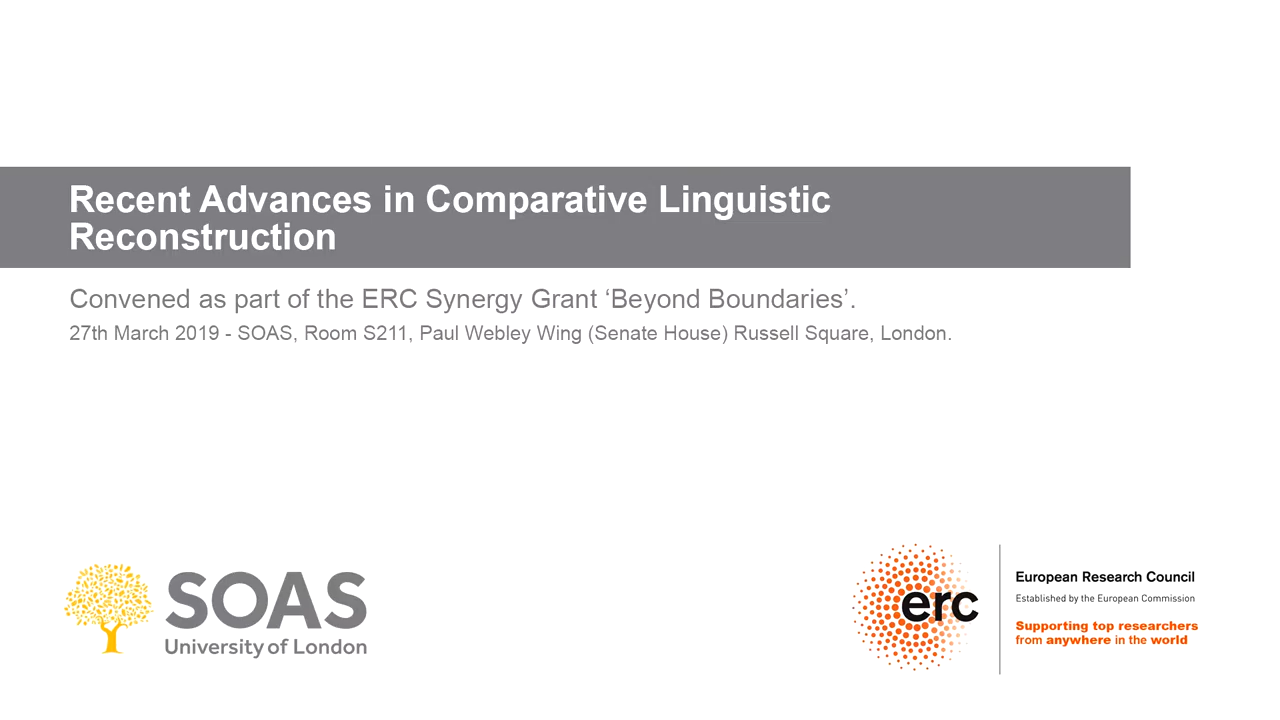 Recent Advances in Comparative Linguistic
Reconstruction
Convened as part of the ERC Synergy Grant ‘Beyond Boundaries’.
27th March 2019 - SOAS, Room S211, Paul Webley Wing (Senate House) Russell Square, London.
SOAS
University of London
erc
European Research Council
Established by the European Commission
Supporting top researchers
from anywhere in the world